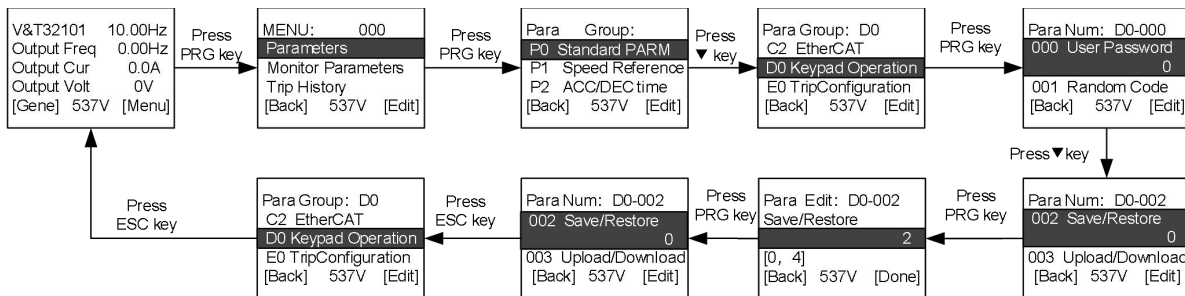 V&T32101 10.00Hz
Output Freq 0.00Hz
Output Cur 0.0A
Output Volt 0V
[Gene] 537V [Menu]
Press
PRG key
MENU: 000
Parameters
Monitor Parameters
Trip History
[Back] 537V [Edit]
Press
PRG key
Para Group:
P0 Standard PARM
P1 Speed Reference
P2 ACC/DEC time
[Back] 537V [Edit]
Press
▼ key
Para Group: D0
C2 EtherCAT
D0 Keypad Operation
E0 TripConfiguration
[Back] 537V [Edit]
Press
PRG key
Para Num: D0-000
000 User Password
0
001 Random Code
[Back] 537V [Edit]
Press▼key
Para Num: D0-002
002 Save/Restore
0
003 Upload/Download
[Back] 537V [Edit]
Press
PRG key
Para Edit: D0-002
Save/Restore
2
[0, 4]
[Back] 537V [Done]
Press
PRG key
Para Num: D0-002
002 Save/Restore
0
003 Upload/Download
[Back] 537V [Edit]
Press
ESC key
Para Group: D0
C2 EtherCAT
D0 Keypad Operation
E0 TripConfiguration
[Back] 537V [Edit]
Press
ESC key